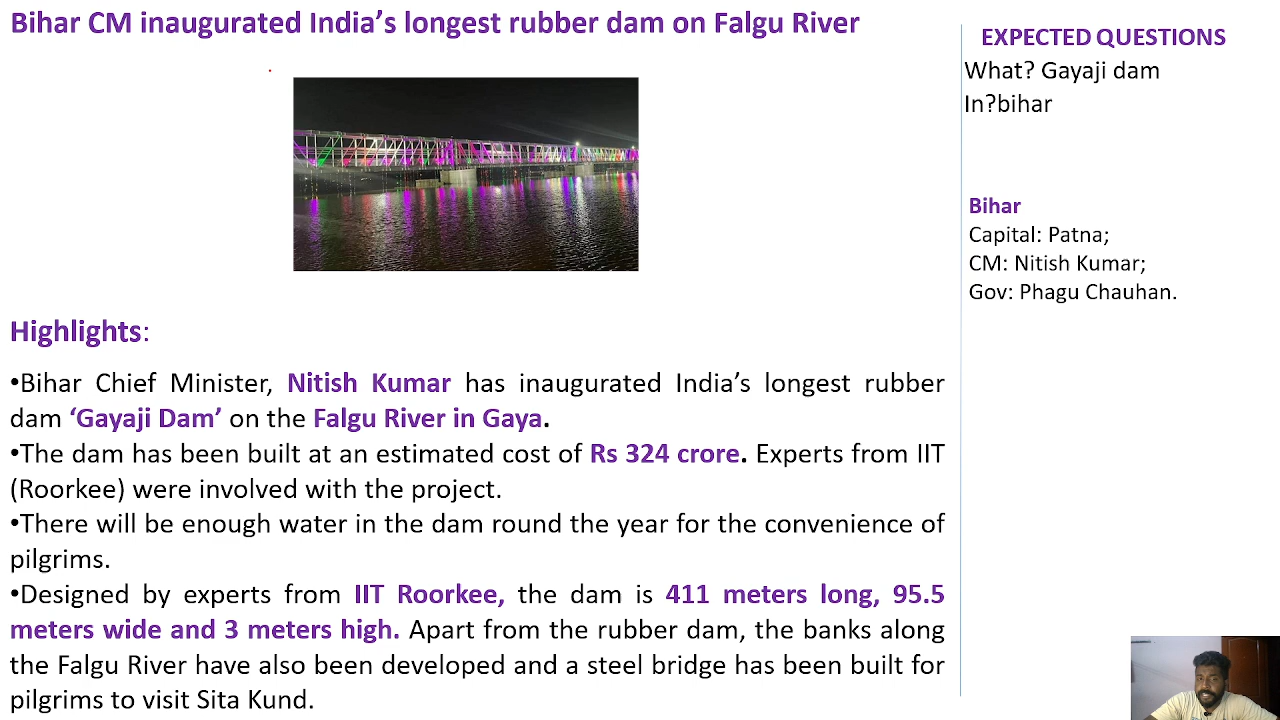 Bihar CM inaugurated India’s longest rubber dam on Falgu River
Highlights:
•Bihar Chief Minister, Nitish Kumar has inaugurated India’s longest rubber
dam ‘Gayaji Dam’ on the Falgu River in Gaya.
•The dam has been built at an estimated cost of Rs 324 crore. Experts from IIT
(Roorkee) were involved with the project.
•There will be enough water in the dam round the year for the convenience of
pilgrims.
•Designed by experts from IIT Roorkee, the dam is 411 meters long, 95.5
meters wide and 3 meters high. Apart from the rubber dam, the banks along
the Falgu River have also been developed and a steel bridge has been built for
pilgrims to visit Sita Kund.
EXPECTED QUESTIONS
What? Gayaji dam
In?bihar
Bihar
Capital: Patna;
CM: Nitish Kumar;
Gov: Phagu Chauhan.